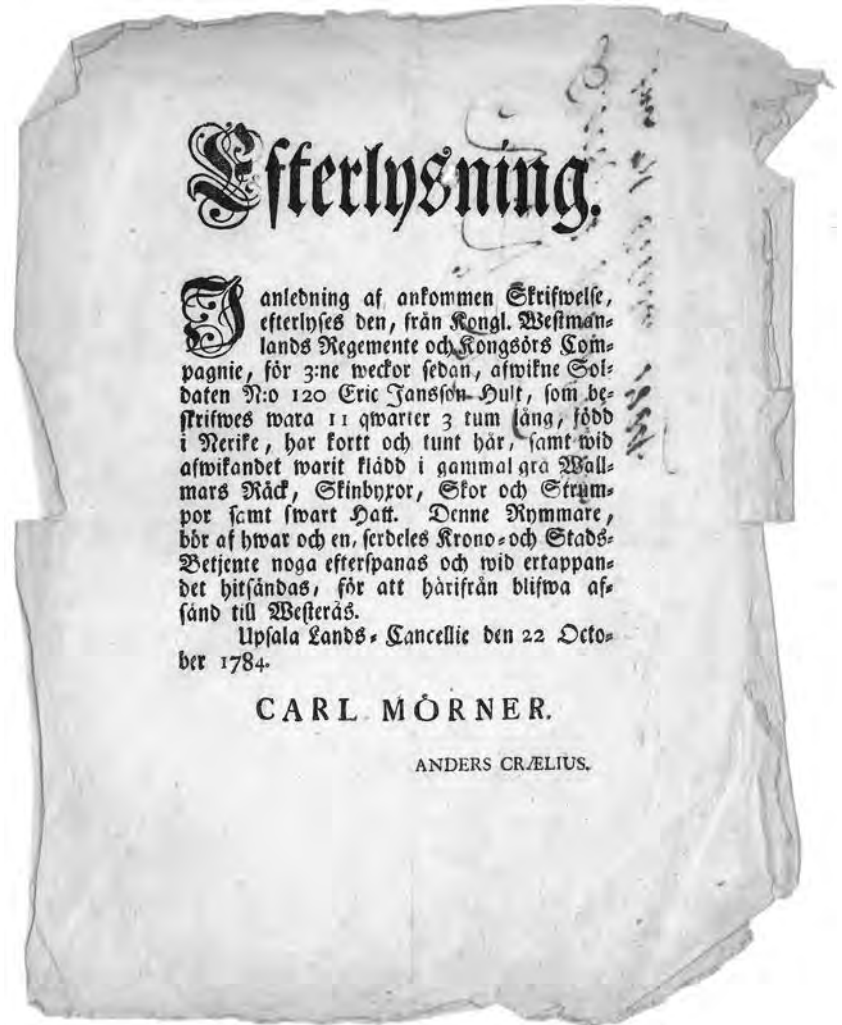 Efterlysning.
I anledning af ankommen Skrifwelse,
efterlyses den, från Kongl. Westman-
lands Regemente och Kongsörs Com-
pagnie, för 3:ne weckor sedan, afwikne Sol-
daten N:o 120 Eric Jansson Hult, som be-
skrifwes wara 11 qwarter 3 tum lång, född
i Nerike, har kortt och tunt hår, samt wid
afwikandet warit klädd i gammal grå Wall-
mars Råck, Skinbyxor, Skor och Strum-
por samt swart Hatt. Denne Rymmare,
bör af hwar och en, serdeles Krono- och Stads-
Betjente noga efterspanas och wid ertappan-
det hitsändas, för att härifrån blifwa af-
sänd till Westerås.
Upsala Lands-Cancellie den 22 Octo-
ber 1784.
CARL MÖRNER.
ANDERS CRÆLIUS.